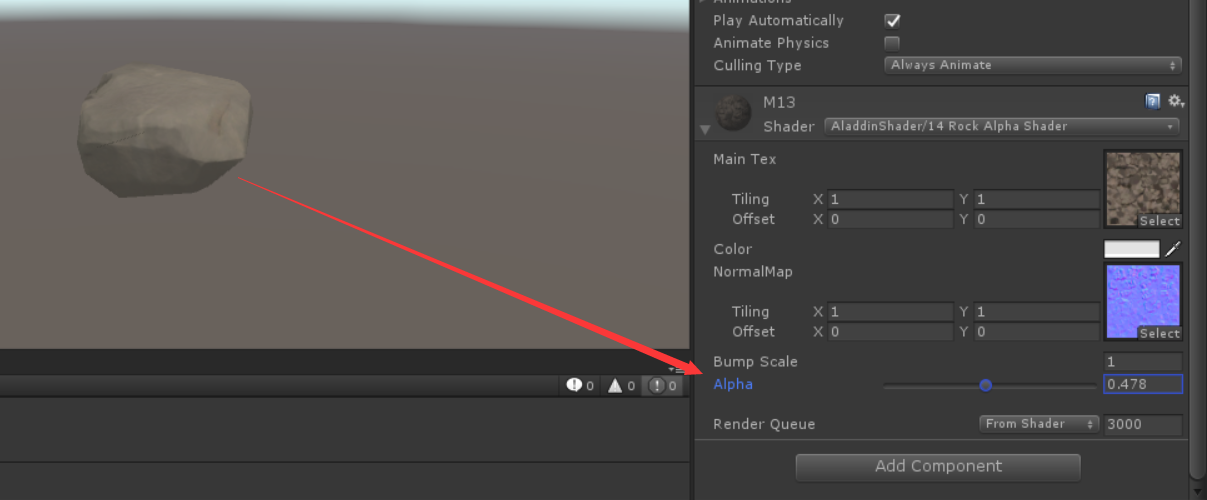 Animations
Play Automatically
Animate Physics
Culling Type Always Animate
M13
Shader AladdinShader/14 Rock Alpha Shader
Main Tex
Tiling X 1 Y 1
Offset X 0 Y 0
Select
Color
NormalMap
Tiling X 1 Y 1
Offset X 0 Y 0
Select
Bump Scale 1
0 0 0
Alpha 0.478
Render Queue From Shader 3000
Add Component